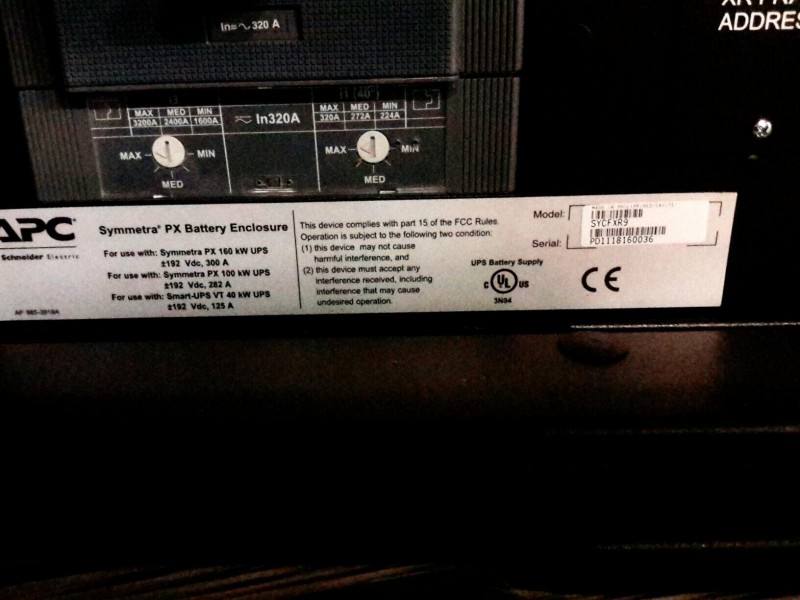 In=~320 A
ADDRES
I1 (40°)
MAX MED MIN
3200A 2400A 1600A
In320A
MAX MED MIN
320A 272A 224A
MAX MIN
MED
MAX MIN
MED
APC
Schneider Electric
Symmetra® PX Battery Enclosure
For use with: Symmetra PX 160 kW UPS
±192 Vdc, 300 A
For use with: Symmetra PX 100 kW UPS
±192 Vdc, 282 A
For use with: Smart-UPS VT 40 kW UPS
±192 Vdc, 125 A
This device complies with part 15 of the FCC Rules.
Operation is subject to the following two condition:
(1) this device may not cause
harmful interference, and
(2) this device must accept any
interference received, including
interference that may cause
undesired operation.
UPS Battery Supply
C UL US
3N94
Model:
SYCFXR9
Serial:
PD1118160036
CE